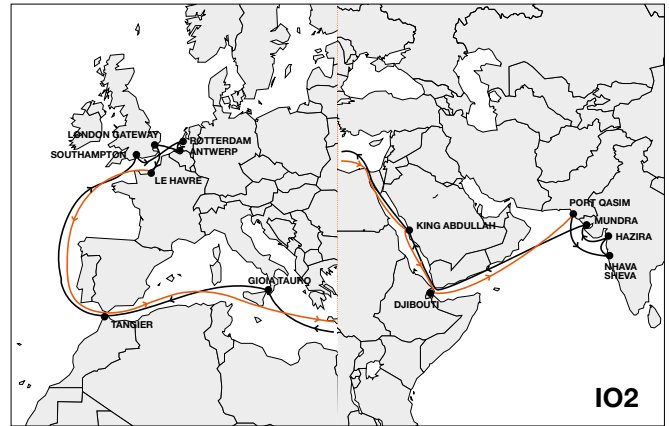 LONDON GATEWAY
ROTTERDAM
ANTWERP
SOUTHAMPTON
LE HAVRE
GIOIA TAURO
TANGIER
KING ABDULLAH
DJIBOUTI
PORT QASIM
MUNDRA
HAZIRA
NHAVA
SHEVA
IO2